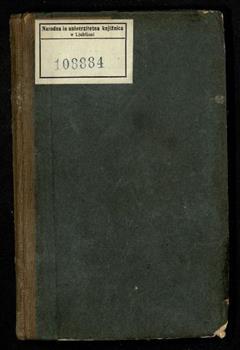 Narodna in univerzitetna knjižnica
v Ljubljani
108884